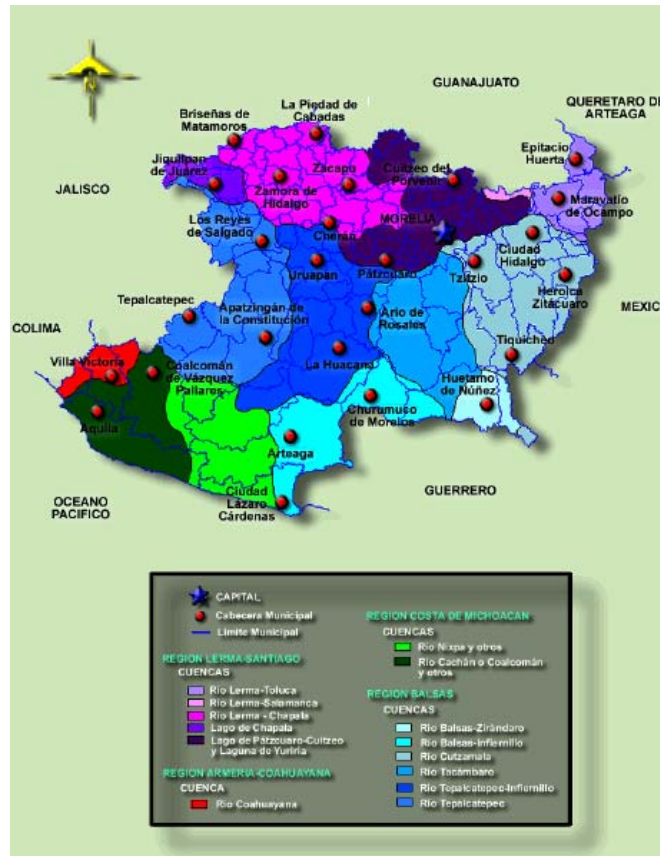 GUANAJUATO
QUERETARO DE
ARTEAGA
La Piedad de
Cabadas
Briseñas de
Matamoros
Epitacio
Huerta
Jiquilpan
de Juárez
Zacapu
Cuitzeo del
Porvenir
JALISCO
Zamora de
Hidalgo
Maravatío
de Ocampo
Los Reyes
de Salgado
Cherán
MORELIA
Ciudad
Hidalgo
Uruapan
Pátzcuaro
Tzitzio
Heroica
Zitácuaro
Tepalcatepec
Apatzingán de
la Constitución
Ario de
Rosales
MEXIC
COLIMA
La Huacana
Tiquicheo
Villa Victoria
Coalcomán
de Vázquez
Pallares
Huetamo
de Núñez
Churumuco
de Morelos
Aquila
Arteaga
OCEANO
PACIFICO
Ciudad
Lázaro
Cárdenas
GUERRERO
CAPITAL
Cabecera Municipal
Límite Municipal
REGION LERMA-SANTIAGO
CUENCAS
Río Lerma-Toluca
Río Lerma-Salamanca
Río Lerma - Chapala
Lago de Chapala
Lago de Pátzcuaro-Cuitzeo
y Laguna de Yuriria
REGION ARMERIA-COAHUAYANA
CUENCA
Río Coahuayana
REGION COSTA DE MICHOACAN
CUENCAS
Río Nixpa y otros
Río Cachán o Coalcomán
y otros
REGION BALSAS
CUENCAS
Río Balsas-Zirándaro
Río Balsas-Infiernillo
Río Cutzamala
Río Tacámbaro
Río Tepalcatepec-Infiernillo
Río Tepalcatepec